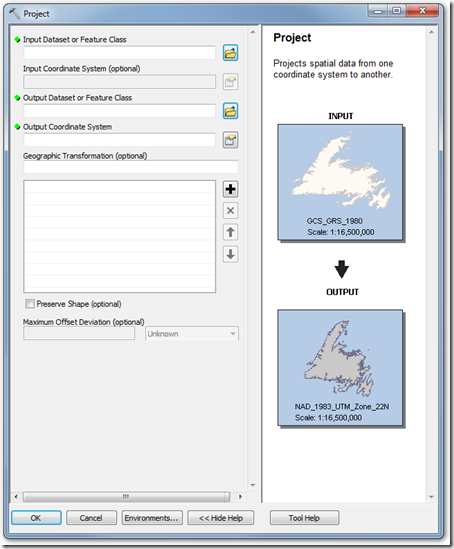 Project
Input Dataset or Feature Class
Input Coordinate System (optional)
Output Dataset or Feature Class
Output Coordinate System
Geographic Transformation (optional)
Preserve Shape (optional)
Maximum Offset Deviation (optional)
Unknown
OK
Cancel
Environments...
<< Hide Help
Tool Help
Project
Projects spatial data from one
coordinate system to another.
INPUT
GCS_GRS_1980
Scale: 1:16,500,000
OUTPUT
NAD_1983_UTM_Zone_22N
Scale: 1:16,500,000